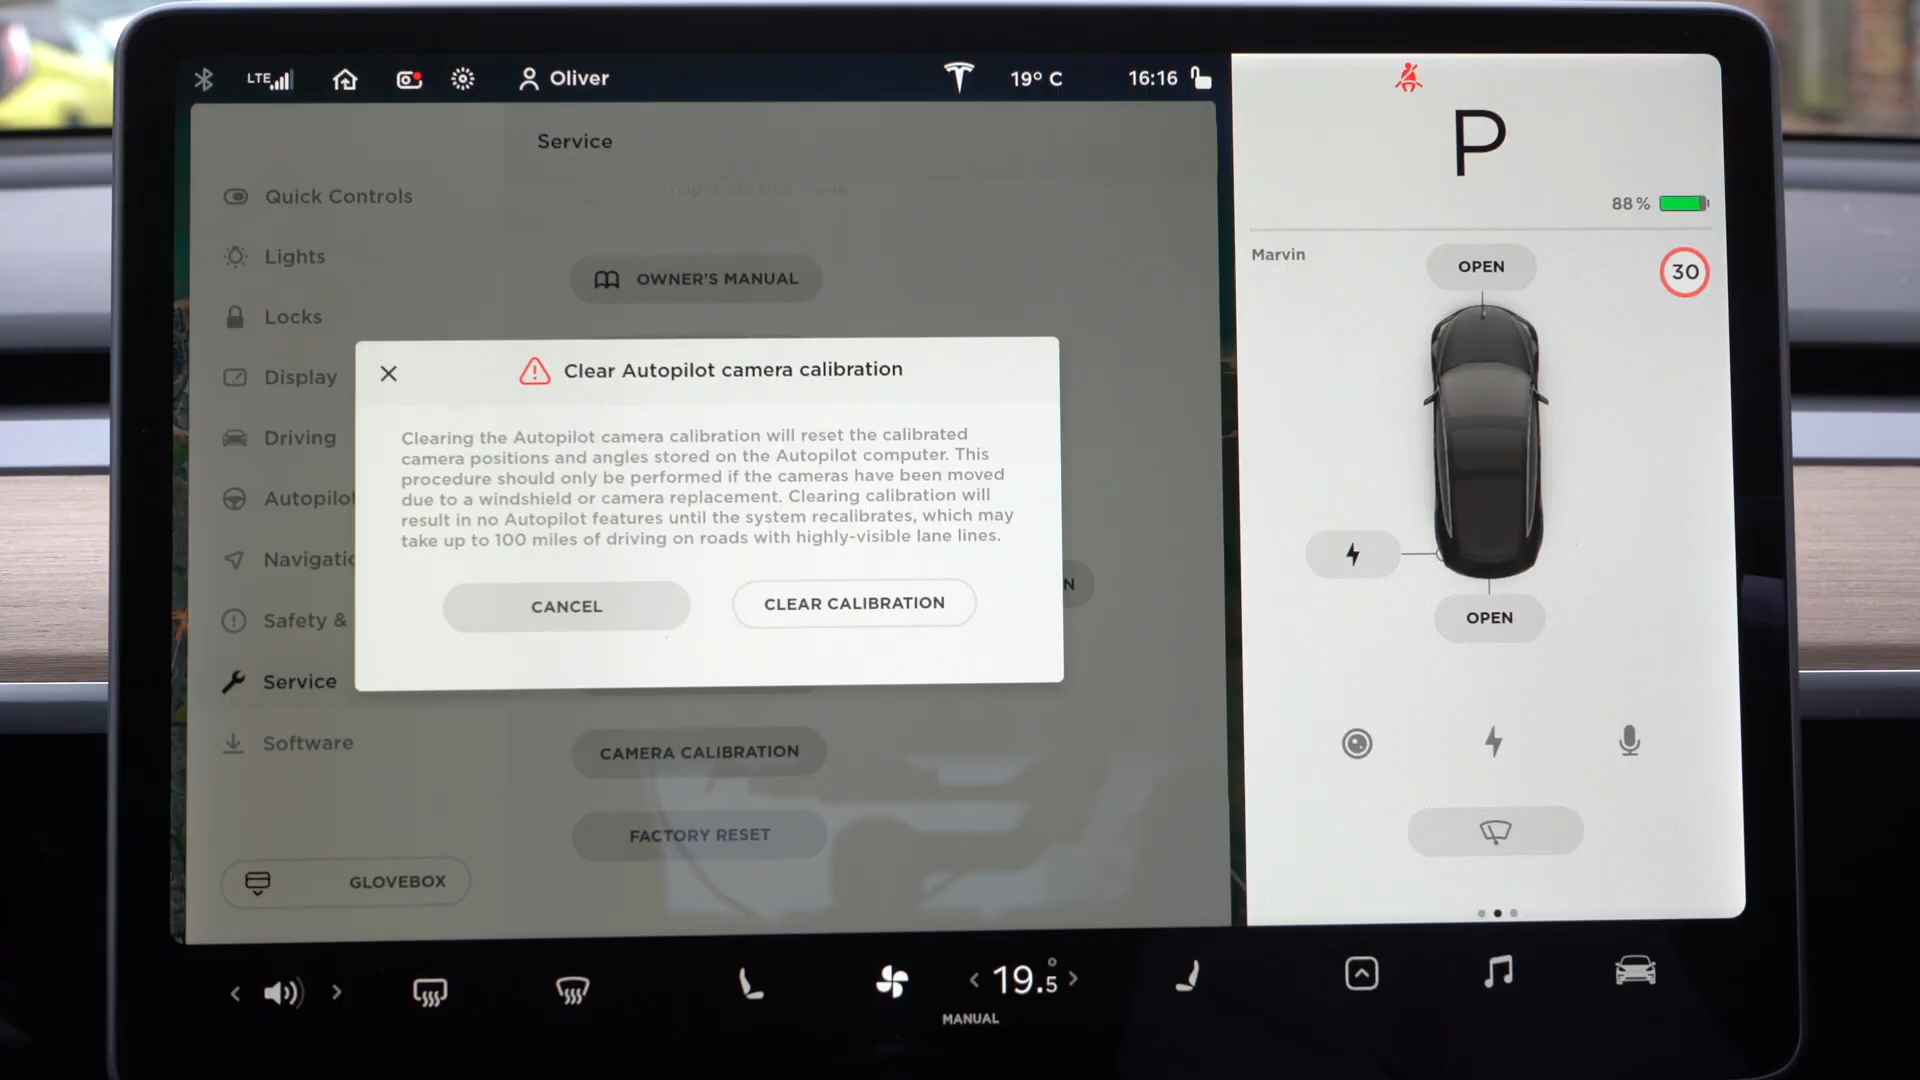 LTE
Oliver
19° C
16:16
Service
Quick Controls
Lights
Locks
Display
Driving
Autopilot
Navigatic
Safety &
Service
Software
GLOVEBOX
OWNER'S MANUAL
Clear Autopilot camera calibration
Clearing the Autopilot camera calibration will reset the calibrated
camera positions and angles stored on the Autopilot computer. This
procedure should only be performed if the cameras have been moved
due to a windshield or camera replacement. Clearing calibration will
result in no Autopilot features until the system recalibrates, which may
take up to 100 miles of driving on roads with highly-visible lane lines.
CANCEL
CLEAR CALIBRATION
N
CAMERA CALIBRATION
FACTORY RESET
P
88 %
Marvin
OPEN
30
OPEN
19.5°
MANUAL